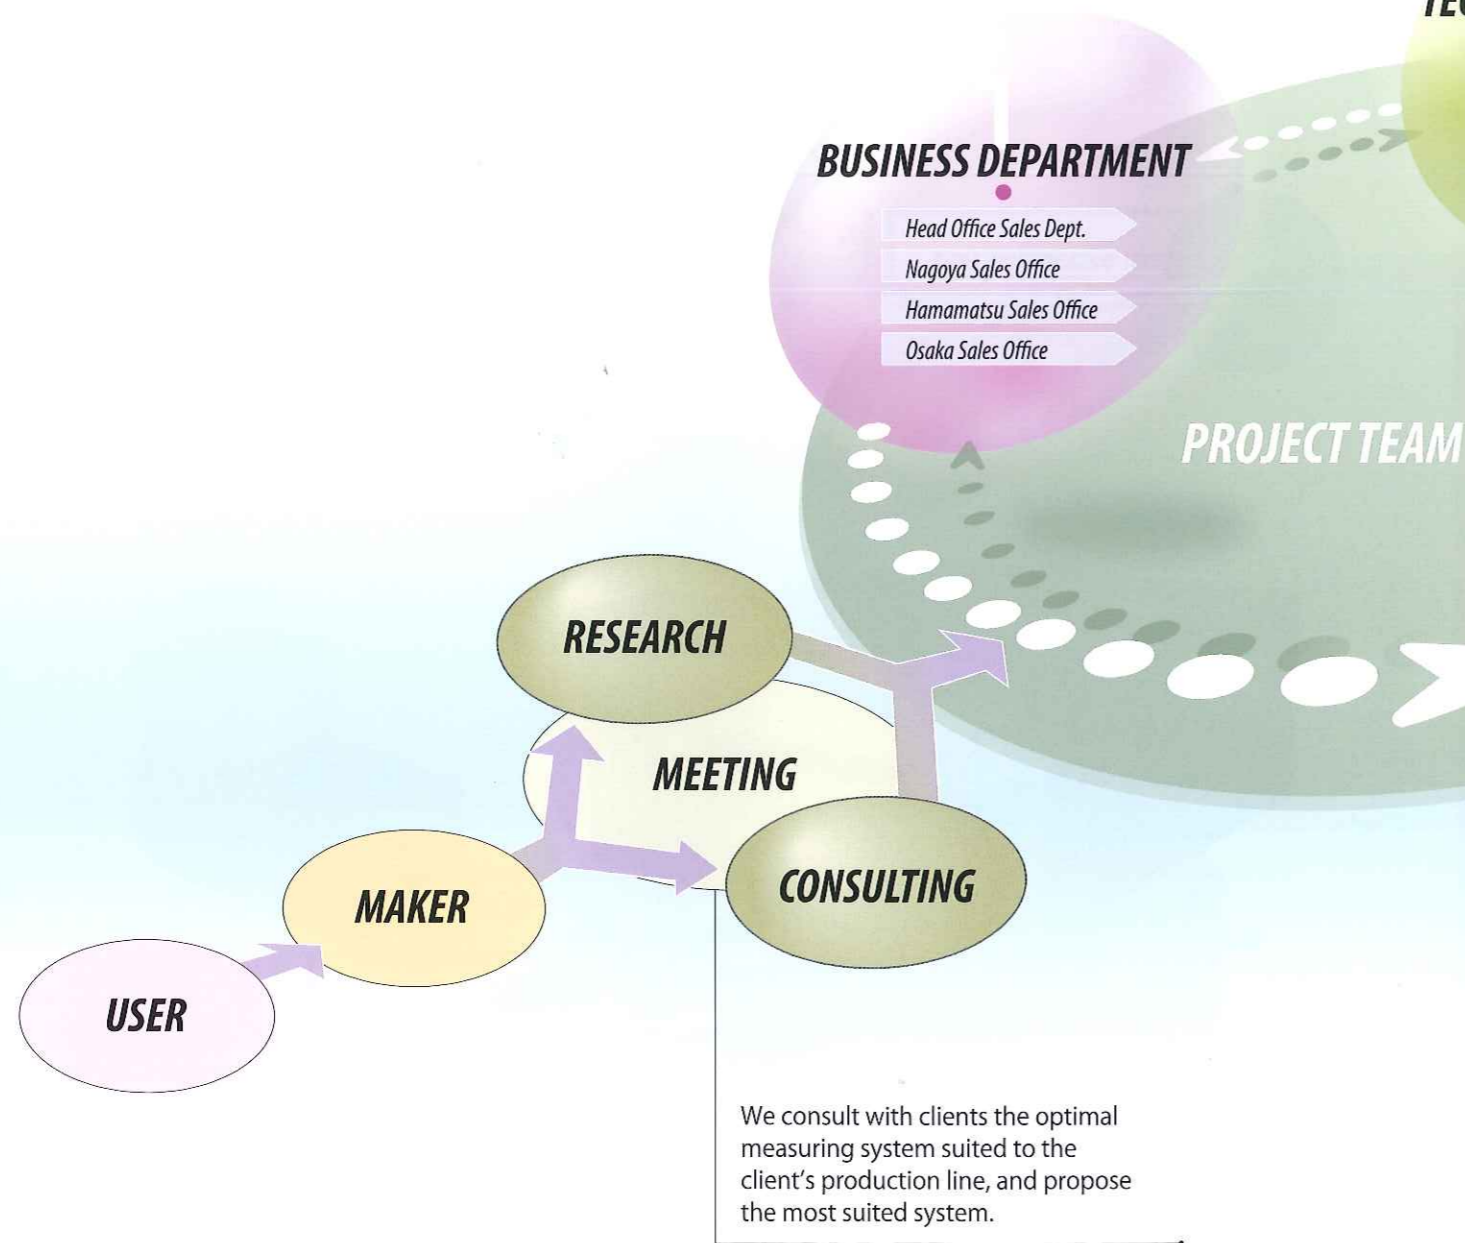 BUSINESS DEPARTMENT
Head Office Sales Dept.
Nagoya Sales Office
Hamamatsu Sales Office
Osaka Sales Office
PROJECT TEAM
RESEARCH
MEETING
CONSULTING
MAKER
USER
We consult with clients the optimal
measuring system suited to the
client's production line, and propose
the most suited system.